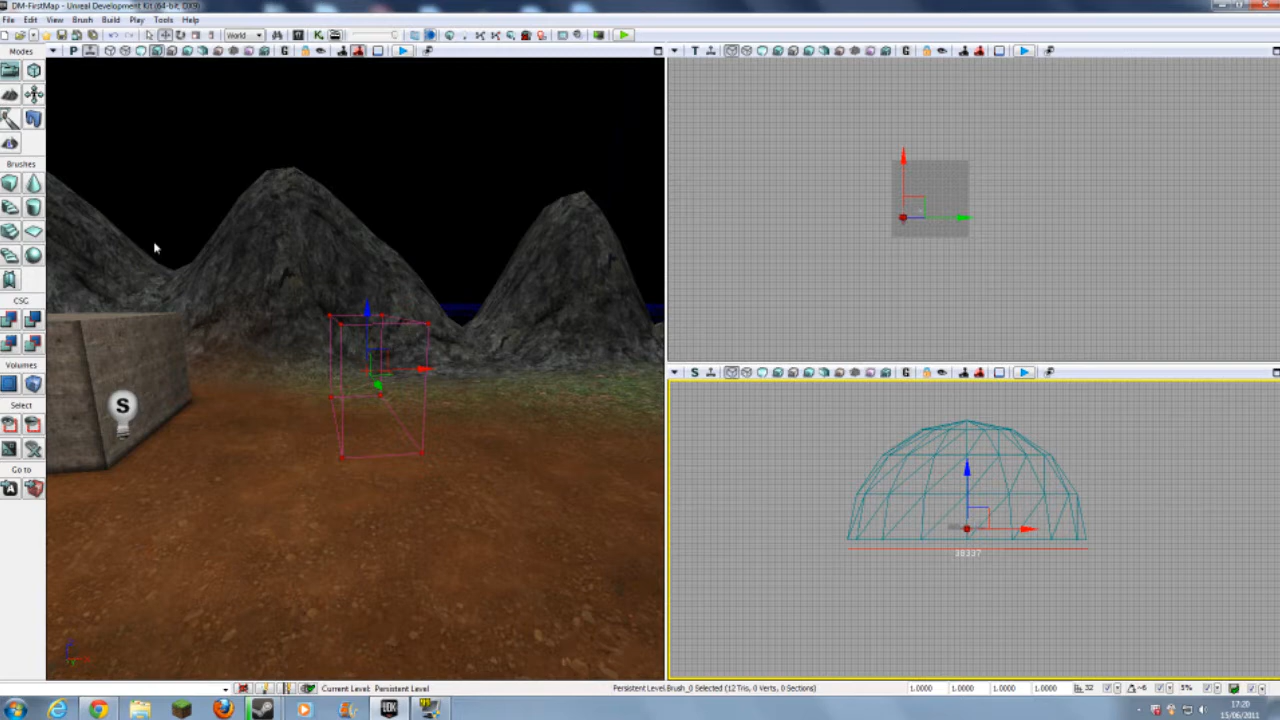 DM-FirstMap - Unreal Development Kit (64-bit, DX9)
File Edit View Brush Build Play Tools Help
World
Modes
P
G
T
G
Brushes
CSG
Volumes
S
G
Select
S
Go to
A
38337
Current Level: Persistent Level
Persistent Level.Brush_0 Selected (12 Tris, 0 Verts, 0 Sections)
1.0000 1.0000 1.0000 1.0000
32
5%
UDK
17:20
15/06/2011